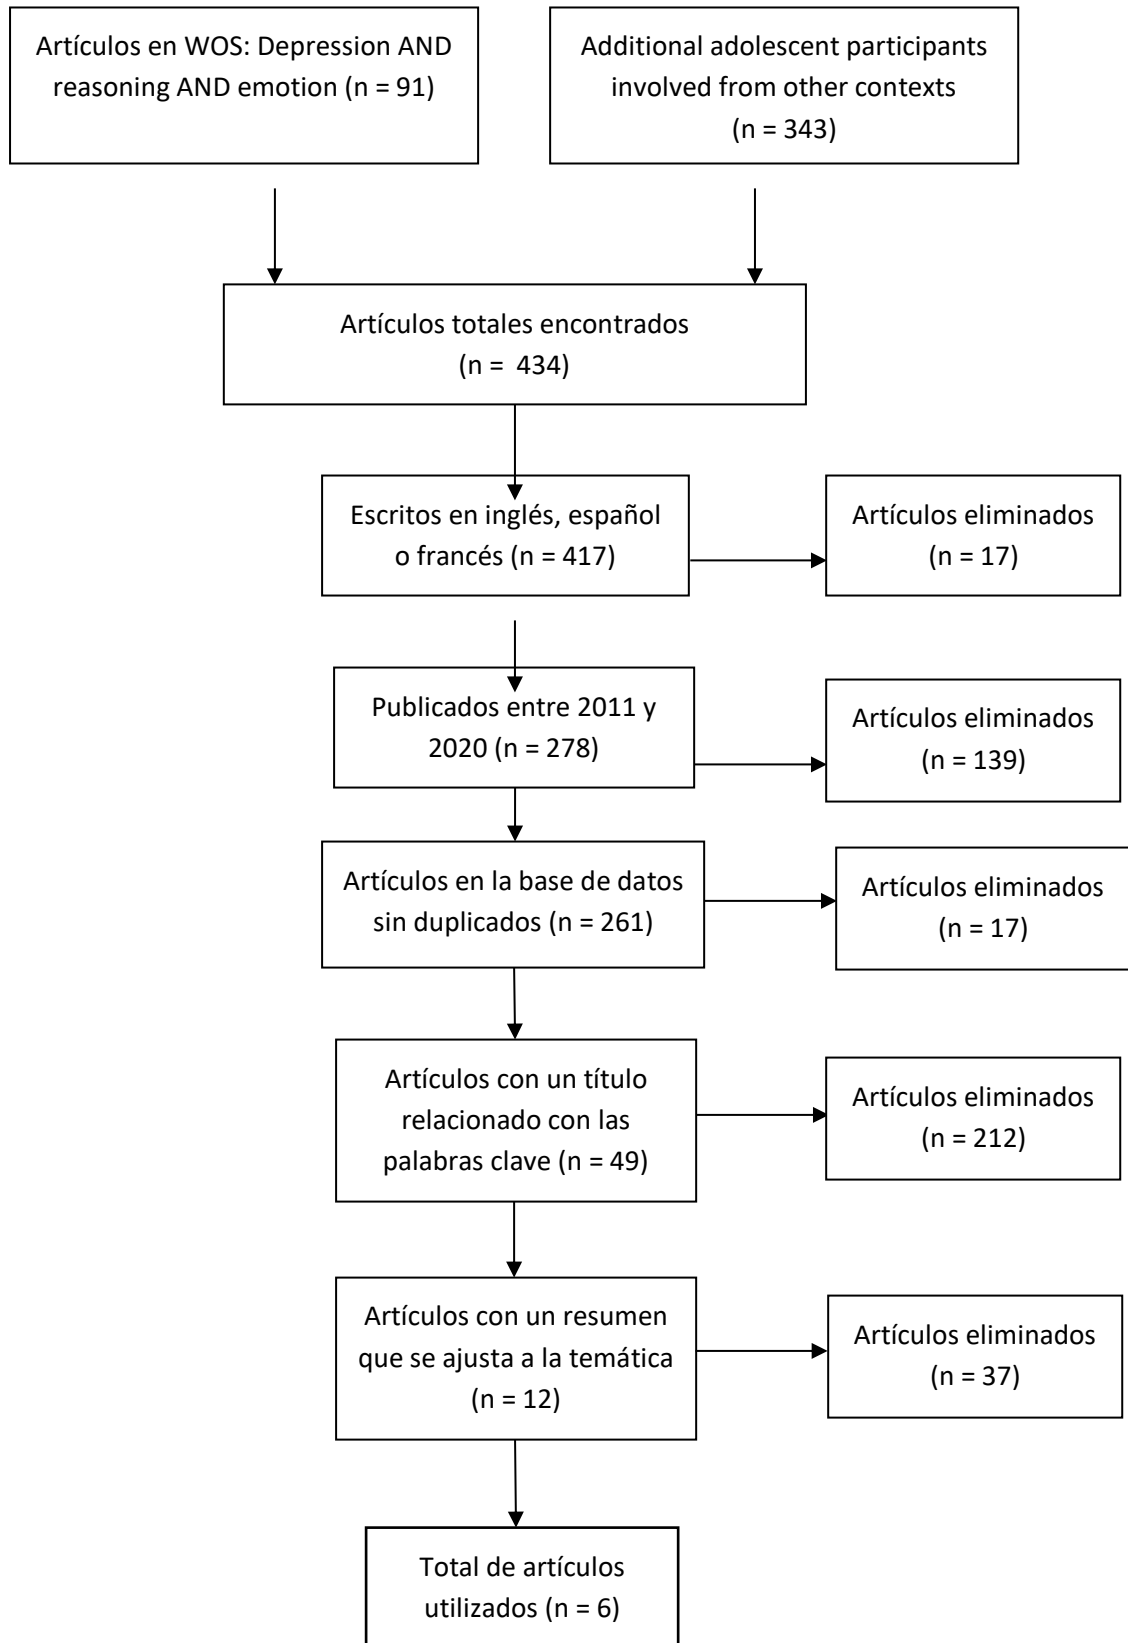 Artículos en WOS: Depression AND
reasoning AND emotion (n = 91)
Additional adolescent participants
involved from other contexts
(n = 343)
Artículos totales encontrados
(n =  434)
Escritos en inglés, español
o francés (n = 417)
Artículos eliminados
(n = 17)
Publicados entre 2011 y
2020 (n = 278)
Artículos eliminados
(n = 139)
Artículos en la base de datos
sin duplicados (n = 261)
Artículos eliminados
(n = 17)
Artículos con un título
relacionado con las
palabras clave (n = 49)
Artículos eliminados
(n = 212)
Artículos con un resumen
que se ajusta a la temática
(n = 12)
Artículos eliminados
(n = 37)
Total de artículos
utilizados (n = 6)